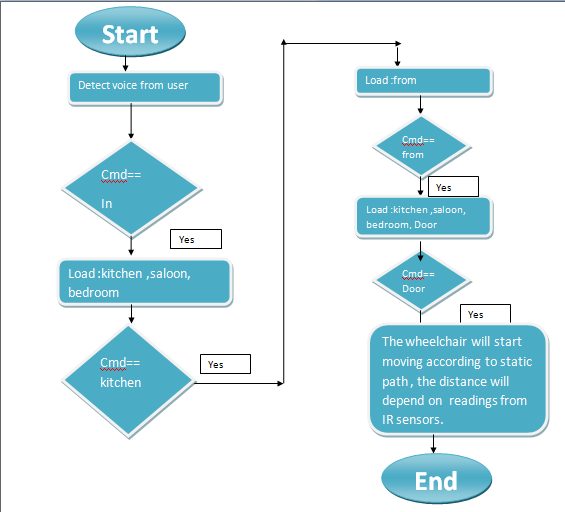 Start
Detect voice from user
Cmd==
In
Yes
Load :kitchen ,saloon,
bedroom
Cmd==
kitchen
Yes
Load :from
Cmd==
from
Yes
Load :kitchen ,saloon,
bedroom, Door
Cmd==
Door
Yes
The wheelchair will start
moving according to static
path , the distance will
depend on readings from
IR sensors.
End